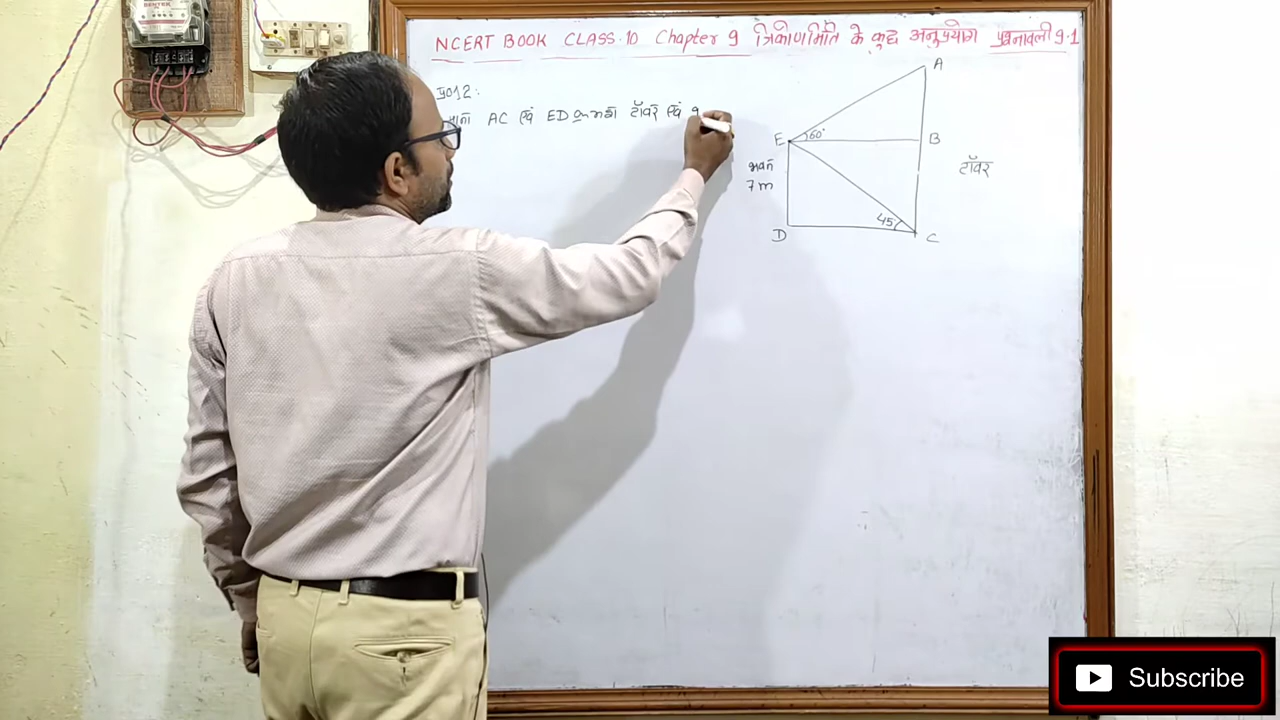 NCERT BOOK CLASS.10 Chapter 9 त्रिकोणमिति के कुछ अनुप्रयोग प्रश्नावली 9.1
प्र012:
माना AC एवं ED क्रमशः टॉवर एवं
A
E 60° B
भवन
7m
टॉवर
45°
D C
Subscribe